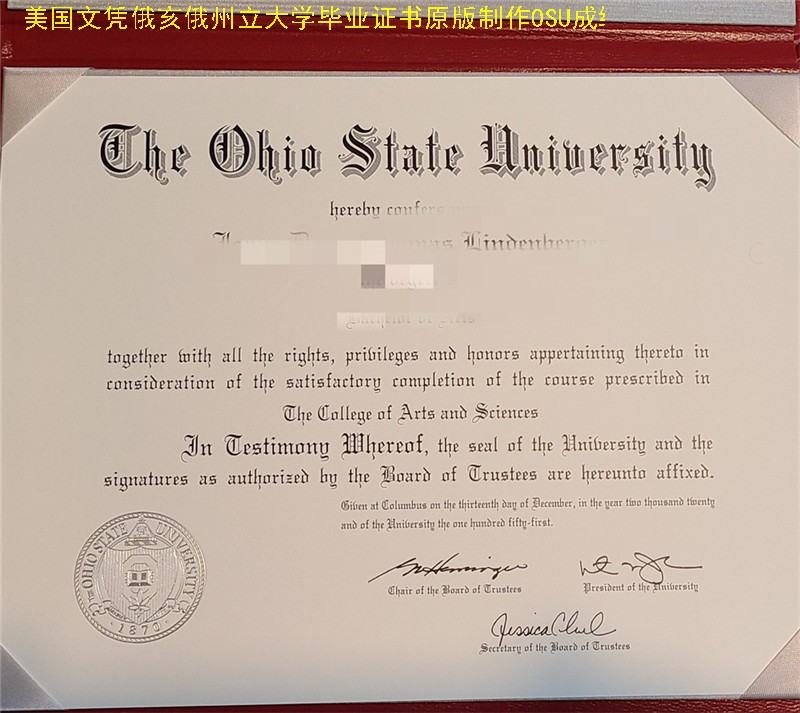 美国文凭俄亥俄州立大学毕业证书原版制作OSU成
The Ohio State University
hereby confers
Lindenberger
together with all the rights, privileges and honors appertaining thereto in
consideration of the satisfactory completion of the course prescribed in
The College of Arts and Sciences
In Testimony Whereof, the seal of the University and the
signatures as authorized by the Board of Trustees are hereunto affixed.
Given at Columbus on the thirteenth day of December, in the year two thousand twenty
and of the University the one hundred fifty-first.
THE OHIO STATE UNIVERSITY
1870
Chair of the Board of Trustees
President of the University
Jessica
Secretary of the Board of Trustees